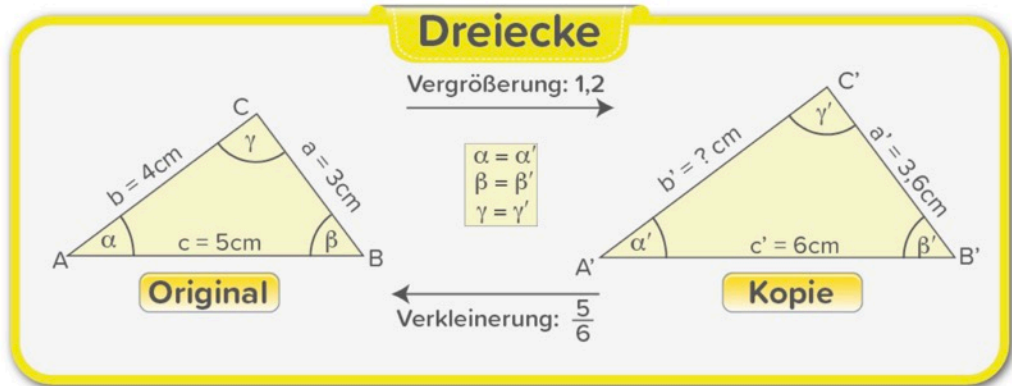 Dreiecke
Vergrößerung: 1,2
C
γ
b = 4cm
a = 3cm
α
c = 5cm
β
A
B
Original
α = α′
β = β′
γ = γ′
C'
γ′
b' = ? cm
a' = 3,6cm
α′
c' = 6cm
β′
A'
B'
Kopie
Verkleinerung: 5/6